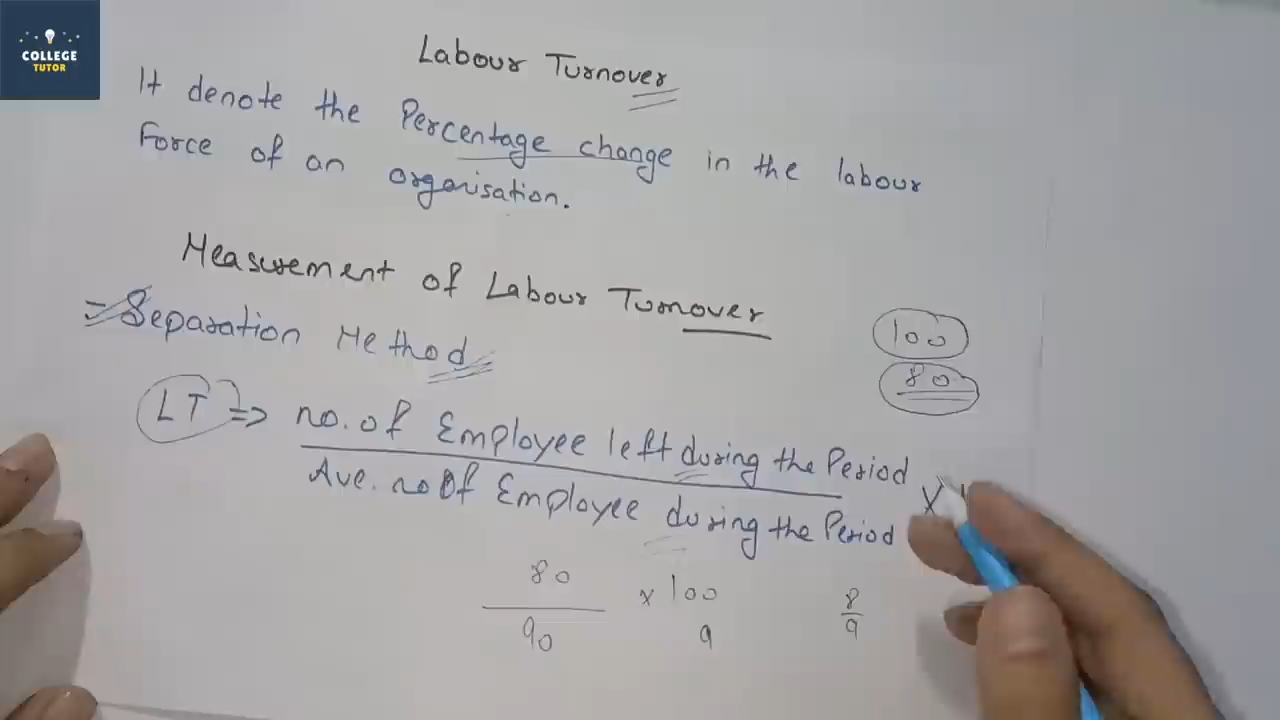 COLLEGE
TUTOR
Labour Turnover
It denote the Percentage change in the labour
Force of an organisation.
Measurement of Labour Turnover
Separation Method
100
80
LT => no. of Employee left during the Period
Ave. no Of Employee during the Period
X
80
90
x 100
9
8
9